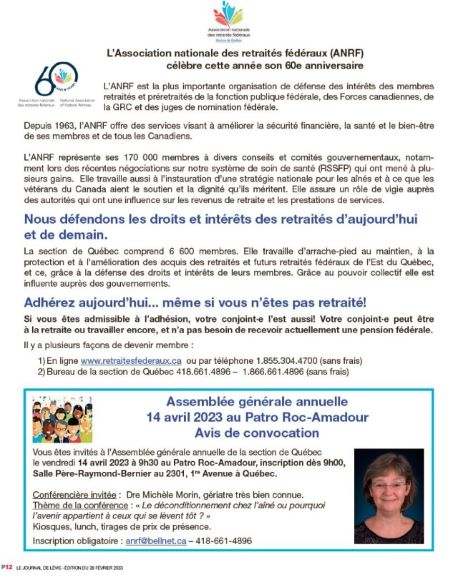 Association nationale
des retraités fédéraux
Section de Québec
L'Association nationale des retraités fédéraux (ANRF)
célèbre cette année son 60e anniversaire
60
Association nationale
des retraités fédéraux
National Association
of Federal Retirees
L'ANRF est la plus importante organisation de défense des intérêts des membres
retraités et préretraités de la fonction publique fédérale, des Forces canadiennes, de
la GRC et des juges de nomination fédérale.
Depuis 1963, l'ANRF offre des services visant à améliorer la sécurité financière, la santé et le bien-être
de ses membres et de tous les Canadiens.
L'ANRF représente ses 170 000 membres à divers conseils et comités gouvernementaux, notam-
ment lors des récentes négociations sur notre système de soin de santé (RSSFP) qui ont mené à plu-
sieurs gains. Elle travaille aussi à l'instauration d'une stratégie nationale pour les aînés et à ce que les
vétérans du Canada aient le soutien et la dignité qu'ils méritent. Elle assure un rôle de vigie auprès
des autorités qui ont une influence sur les revenus de retraite et les prestations de services.
Nous défendons les droits et intérêts des retraités d'aujourd'hui
et de demain.
La section de Québec comprend 6 600 membres. Elle travaille d'arrache-pied au maintien, à la
protection et à l'amélioration des acquis des retraités et futurs retraités fédéraux de l'Est du Québec,
et ce, grâce à la défense des droits et intérêts de leurs membres. Grâce au pouvoir collectif elle est
influente auprès des gouvernements.
Adhérez aujourd'hui... même si vous n'êtes pas retraité!
Si vous êtes admissible à l'adhésion, votre conjoint-e l'est aussi! Votre conjoint-e peut être
à la retraite ou travailler encore, et n'a pas besoin de recevoir actuellement une pension fédérale.
Il y a plusieurs façons de devenir membre :
1) En ligne www.retraitesfederaux.ca ou par téléphone 1.855.304.4700 (sans frais)
2) Bureau de la section de Québec 418.661.4896 – 1.866.661.4896 (sans frais)
Assemblée générale annuelle
14 avril 2023 au Patro Roc-Amadour
Avis de convocation
Vous êtes invités à l'Assemblée générale annuelle de la section de Québec
le vendredi 14 avril 2023 à 9h30 au Patro Roc-Amadour, inscription dès 9h00,
Salle Père-Raymond-Bernier au 2301, 1re Avenue à Québec.
Conférencière invitée : Dre Michèle Morin, gériatre très bien connue.
Thème de la conférence : « Le déconditionnement chez l'aîné ou pourquoi
l'avenir appartient à ceux qui se lèvent tôt ? »
Kiosques, lunch, tirages de prix de présence.
Inscription obligatoire : anrf@bellnet.ca – 418-661-4896
P12 LE JOURNAL DE LÉVIS - ÉDITION DU 28 FÉVRIER 2023